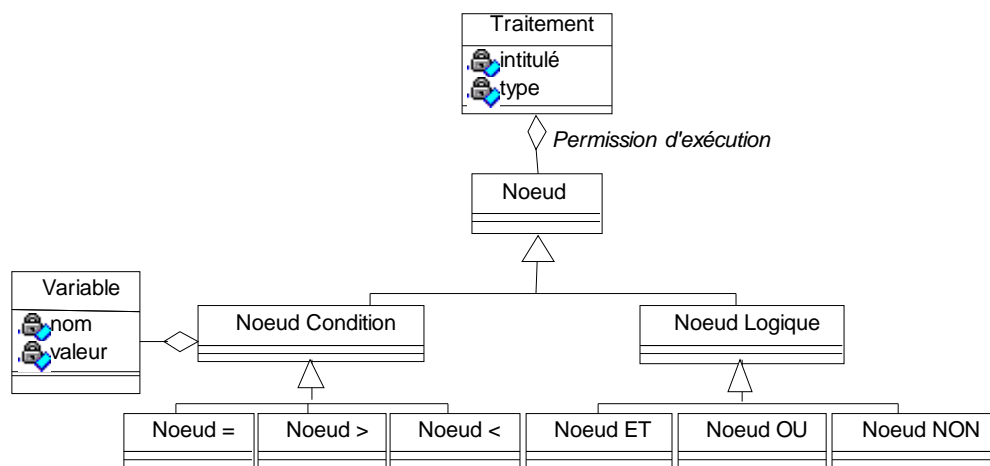 Traitement
intitulé
type
Permission d'exécution
Noeud
Variable
nom
valeur
Noeud Condition
Noeud Logique
Noeud =
Noeud >
Noeud <
Noeud ET
Noeud OU
Noeud NON